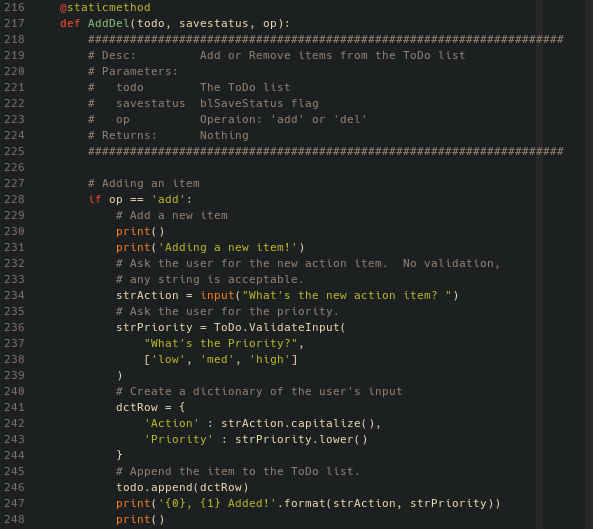 216     @staticmethod
217     def AddDel(todo, savestatus, op):
218         ####################################################################
219         # Desc:         Add or Remove items from the ToDo list
220         # Parameters:
221         #   todo        The ToDo list
222         #   savestatus  blSaveStatus flag
223         #   op          Operaion: 'add' or 'del'
224         # Returns:      Nothing
225         ####################################################################
226
227         # Adding an item
228         if op == 'add':
229             # Add a new item
230             print()
231             print('Adding a new item!')
232             # Ask the user for the new action item.  No validation,
233             # any string is acceptable.
234             strAction = input("What's the new action item? ")
235             # Ask the user for the priority.
236             strPriority = ToDo.ValidateInput(
237                 "What's the Priority?",
238                 ['low', 'med', 'high']
239             )
240             # Create a dictionary of the user's input
241             dctRow = {
242                 'Action' : strAction.capitalize(),
243                 'Priority' : strPriority.lower()
244             }
245             # Append the item to the ToDo list.
246             todo.append(dctRow)
247             print('{0}, {1} Added!'.format(strAction, strPriority))
248             print()